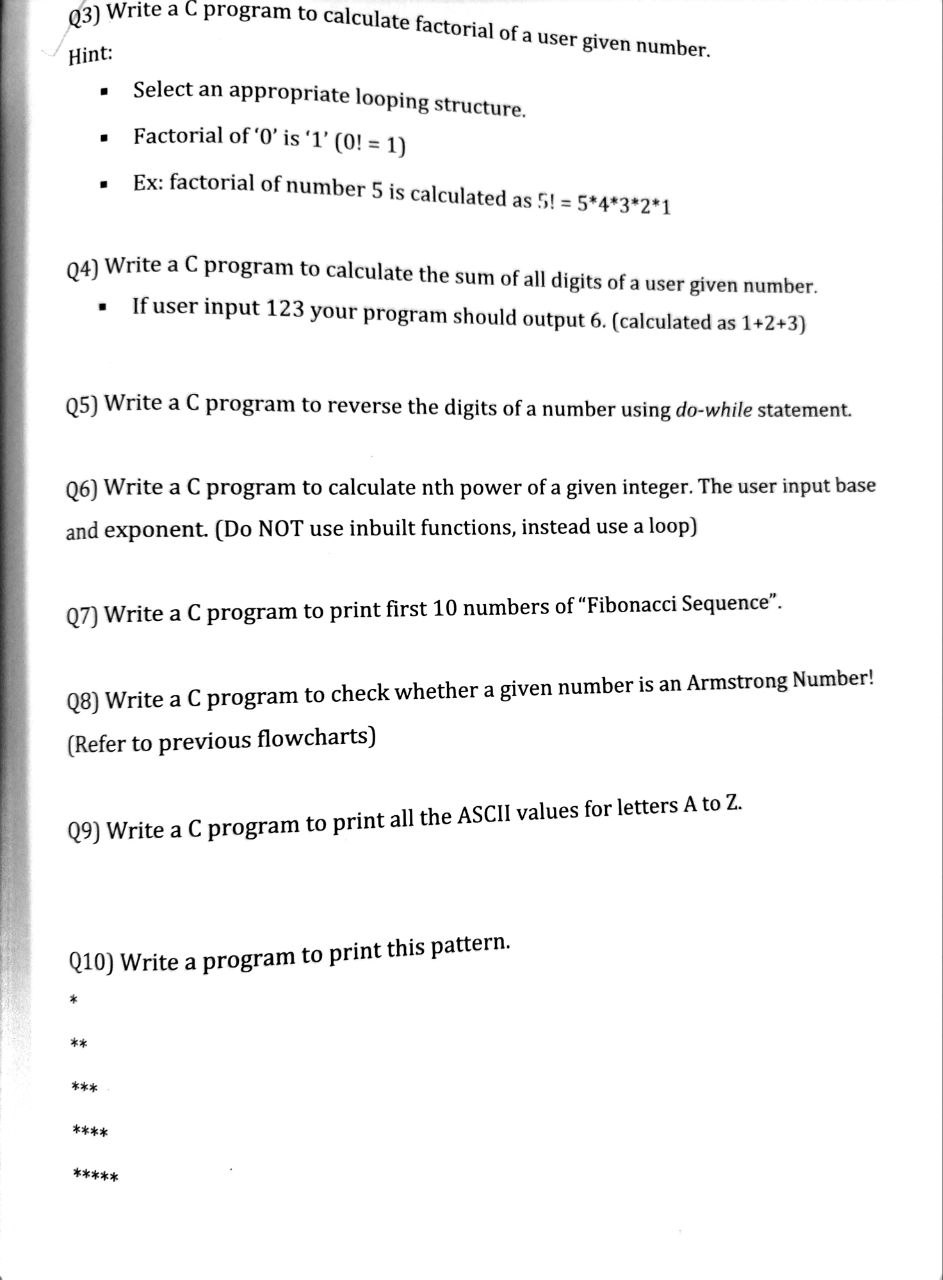 Q3) Write a C program to calculate factorial of a user given number.
Hint:
▪ Select an appropriate looping structure.
▪ Factorial of ‘0’ is ‘1’ (0! = 1)
▪ Ex: factorial of number 5 is calculated as 5! = 5*4*3*2*1
Q4) Write a C program to calculate the sum of all digits of a user given number.
▪ If user input 123 your program should output 6. (calculated as 1+2+3)
Q5) Write a C program to reverse the digits of a number using do-while statement.
Q6) Write a C program to calculate nth power of a given integer. The user input base
and exponent. (Do NOT use inbuilt functions, instead use a loop)
Q7) Write a C program to print first 10 numbers of “Fibonacci Sequence”.
Q8) Write a C program to check whether a given number is an Armstrong Number!
(Refer to previous flowcharts)
Q9) Write a C program to print all the ASCII values for letters A to Z.
Q10) Write a program to print this pattern.
*
**
***
****
*****